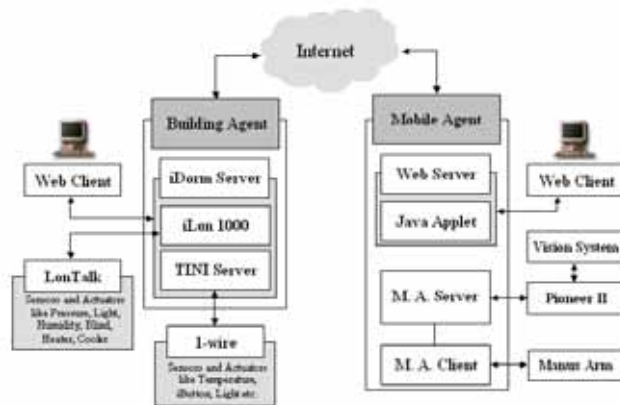 Internet
Building Agent
Mobile Agent
iDorm Server
Web Server
Web Client
Web Client
iLon 1000
Java Applet
Vision System
LonTalk
TINI Server
Sensors and Actuators
like Pressure, Light,
Humidity, Blind,
Heater, Cooler
M. A. Server
Pioneer II
1-wire
Sensors and Actuators
like Temperature,
iButton, Light etc.
M. A. Client
Manus Arm